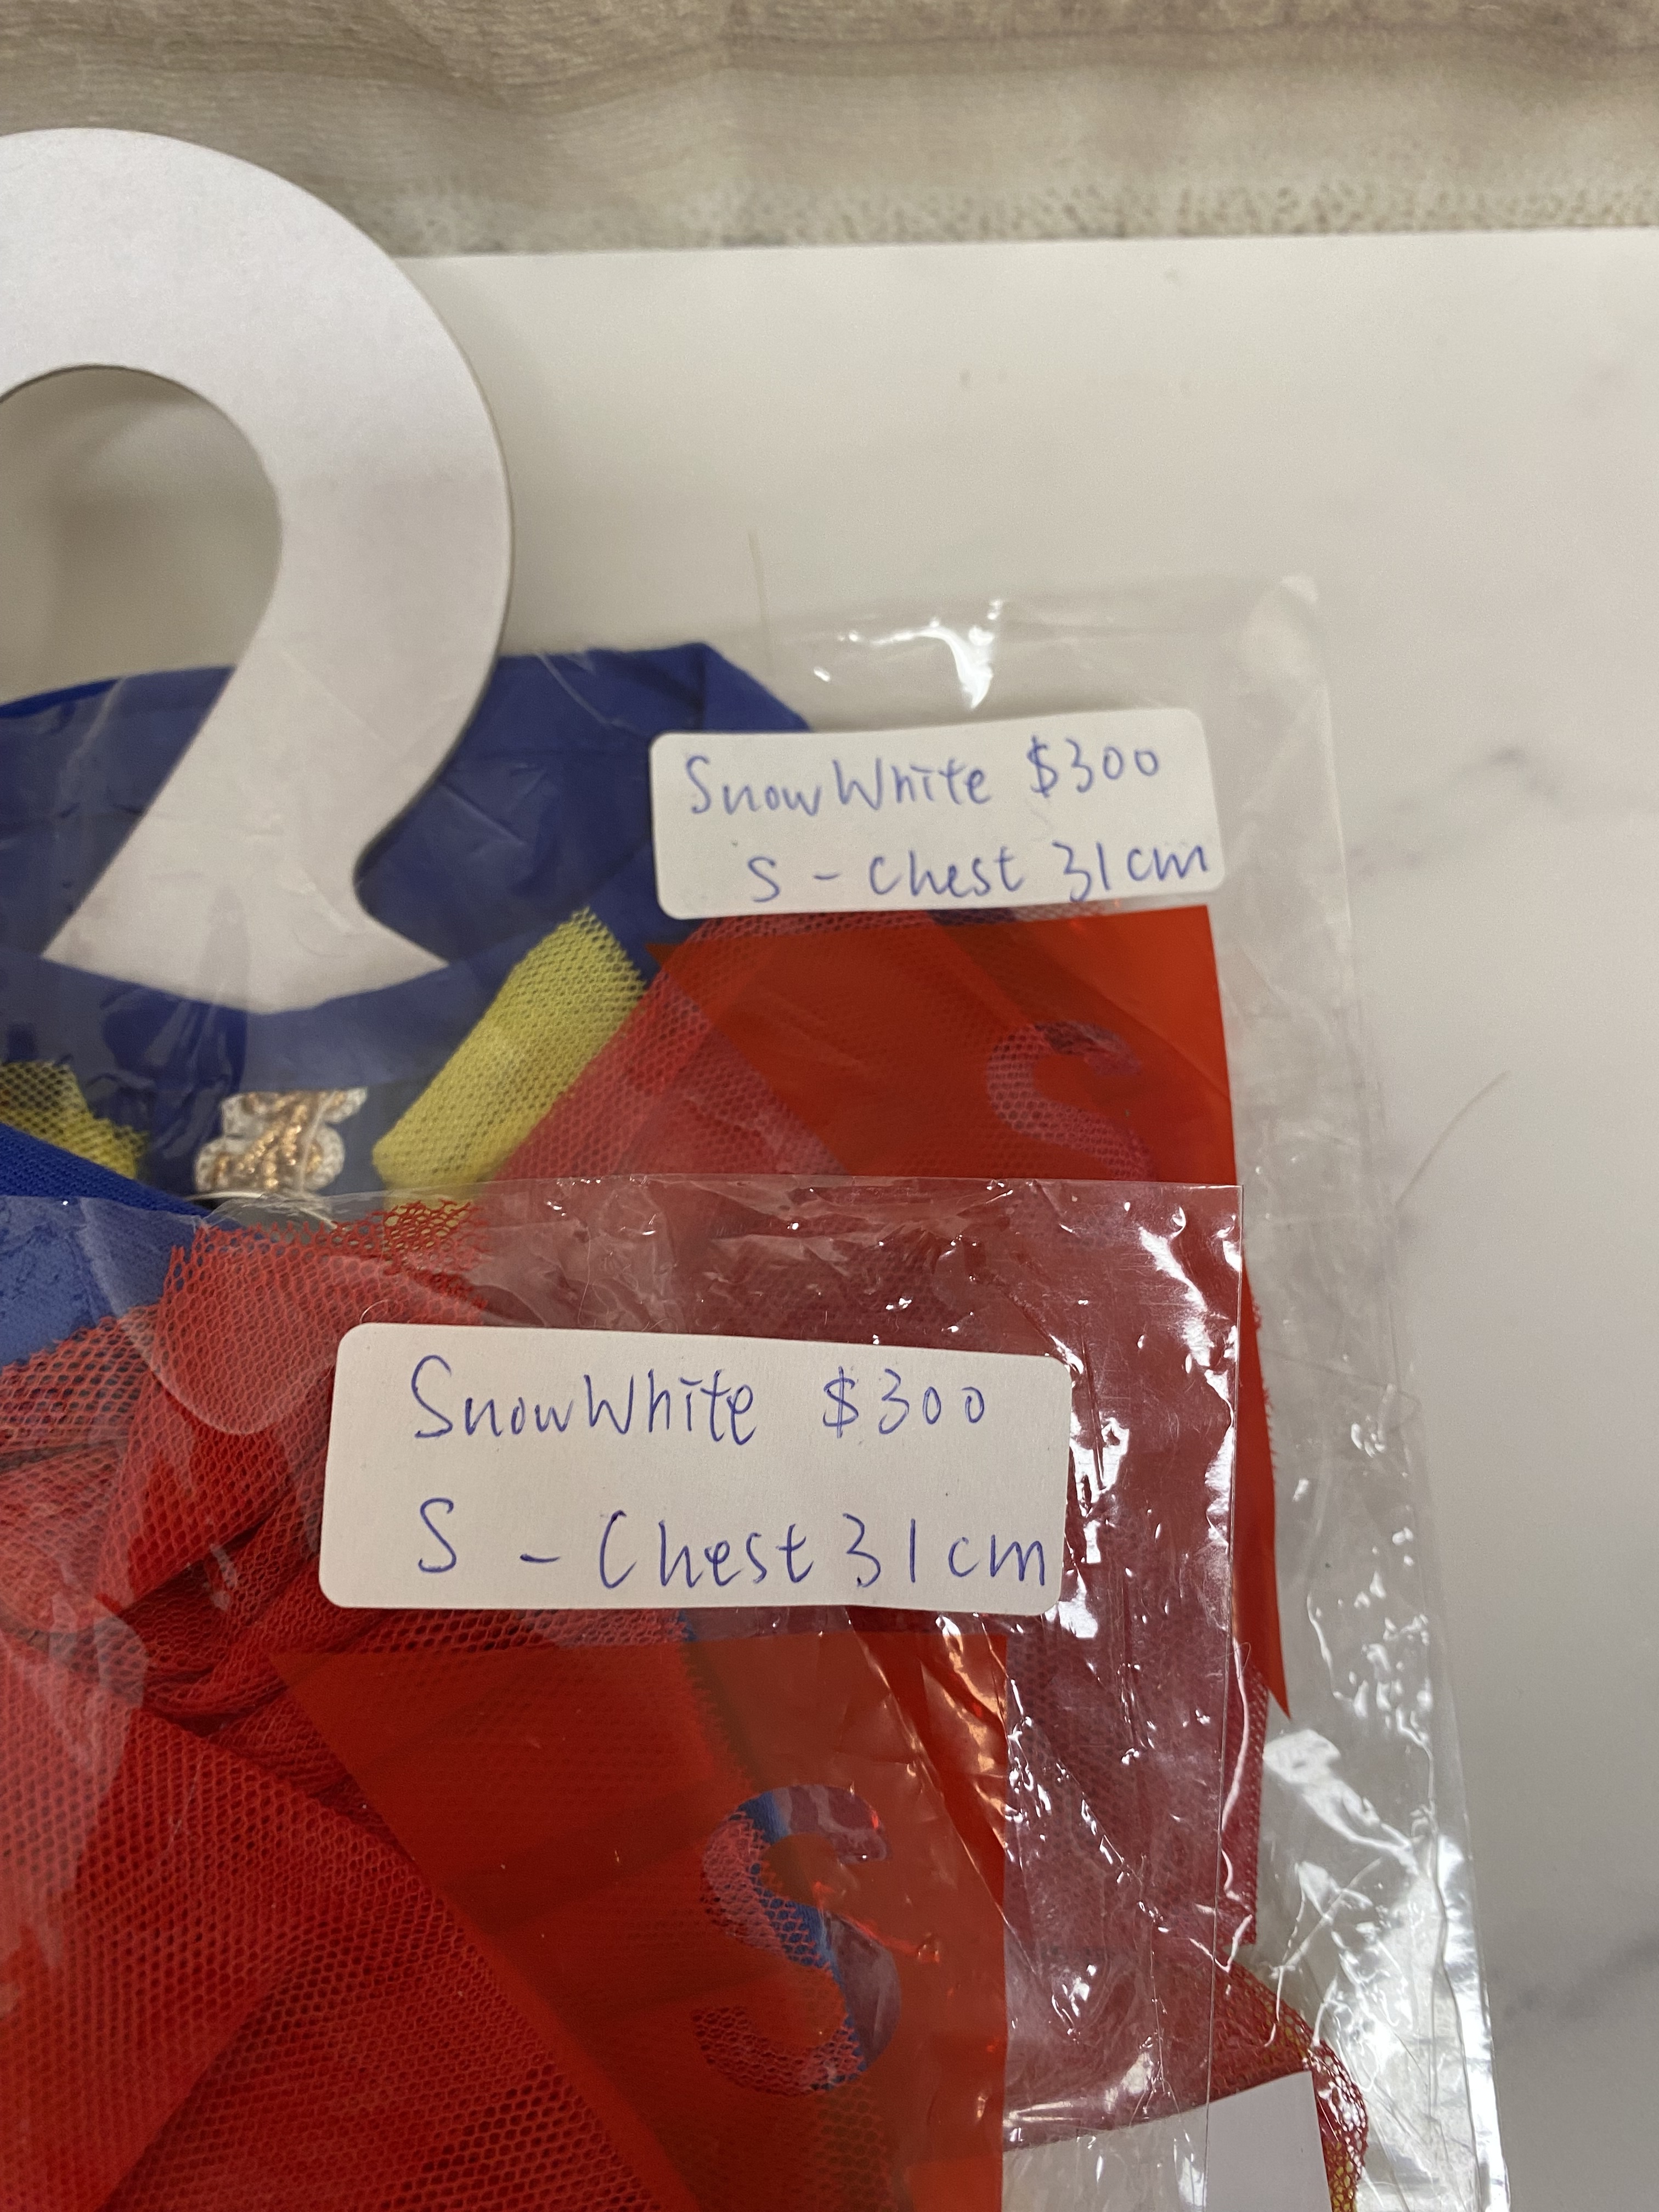 SnowWhite $300
S - Chest 31cm
S
SnowWhite $300
S - Chest 31cm
S